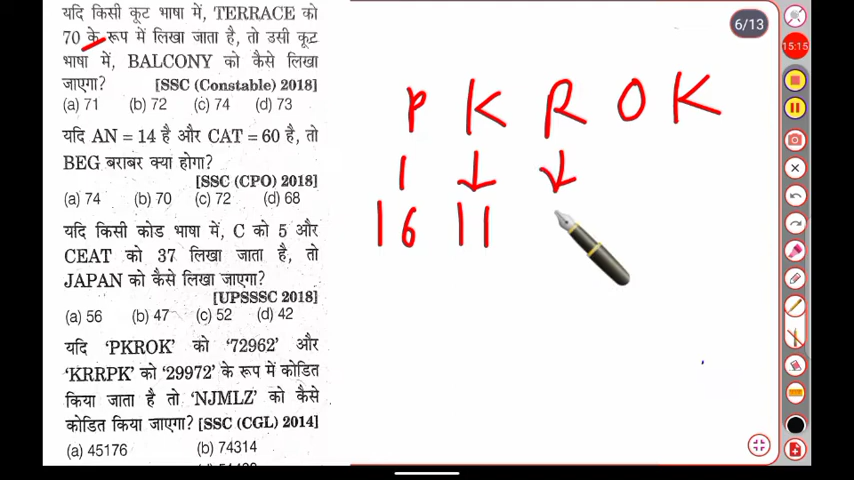 यदि किसी कूट भाषा में, TERRACE को
70 के रूप में लिखा जाता है, तो उसी कूट
भाषा में, BALCONY को कैसे लिखा
जाएगा? [SSC (Constable) 2018]
(a) 71 (b) 72 (c) 74 (d) 73
यदि AN = 14 है और CAT = 60 है, तो
BEG बराबर क्या होगा?
[SSC (CPO) 2018]
(a) 74 (b) 70 (c) 72 (d) 68
यदि किसी कोड भाषा में, C को 5 और
CEAT को 37 लिखा जाता है, तो
JAPAN को कैसे लिखा जाएगा?
[UPSSSC 2018]
(a) 56 (b) 47 (c) 52 (d) 42
यदि 'PKROK' को '72962' और
'KRRPK' को '29972' के रूप में कोडित
किया जाता है तो 'NJMLZ' को कैसे
कोडित किया जाएगा? [SSC (CGL) 2014]
(a) 45176 (b) 74314
P K R O K
16 11
6/13
15:15